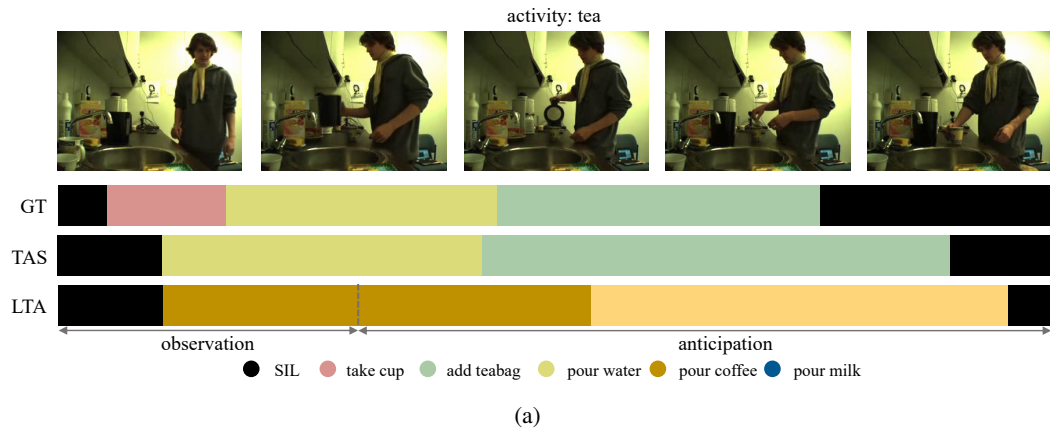 activity: tea
GT
TAS
LTA
observation anticipation
SIL take cup add teabag pour water pour coffee pour milk
(a)